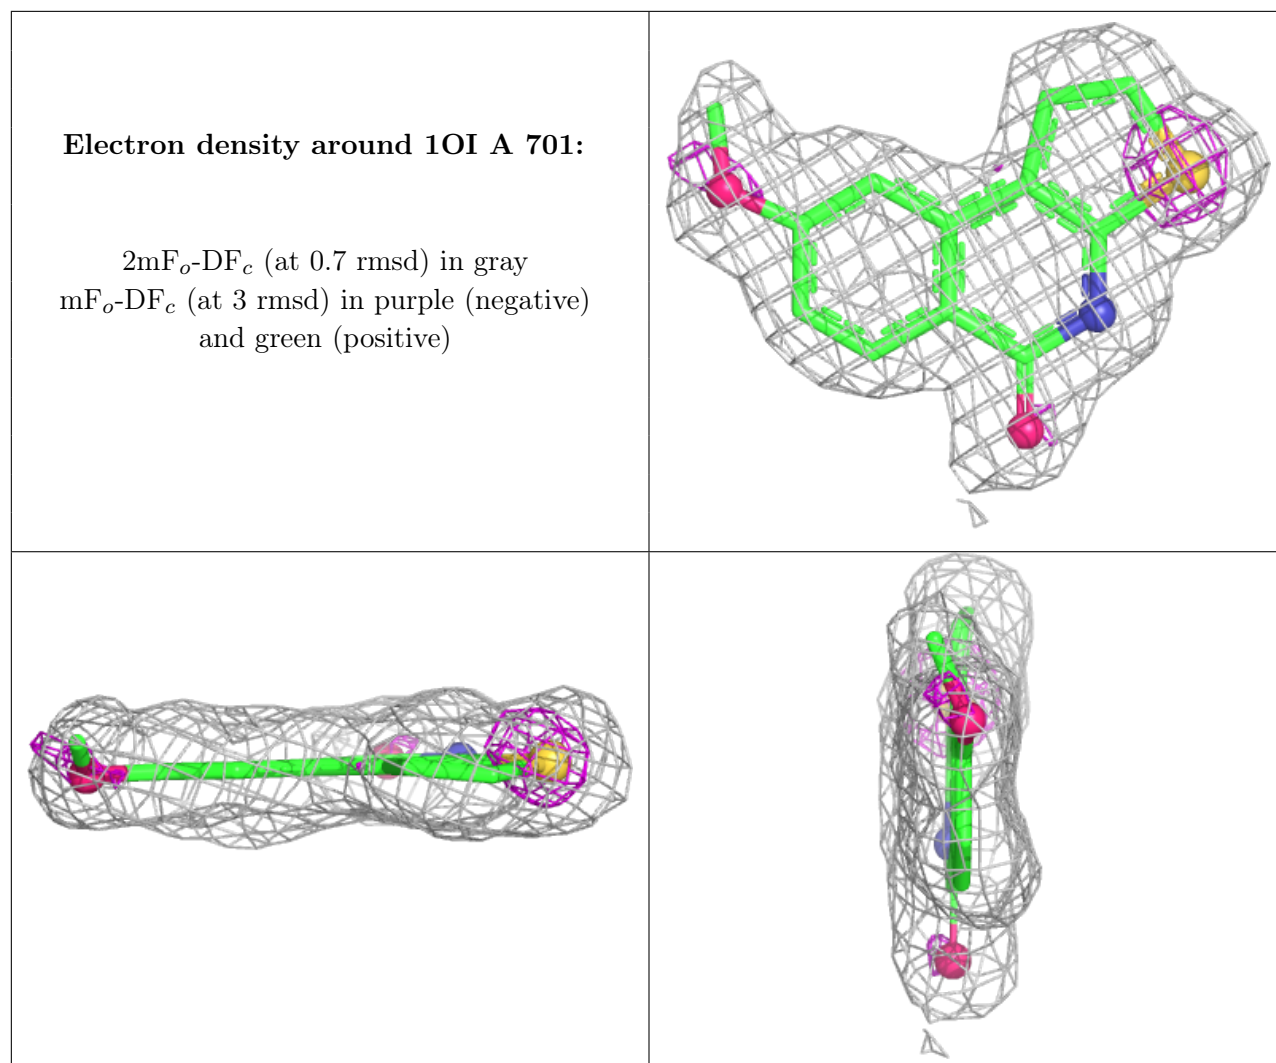 Electron density around 1OI A 701:
2mFo-DFc (at 0.7 rmsd) in gray
mFo-DFc (at 3 rmsd) in purple (negative)
and green (positive)